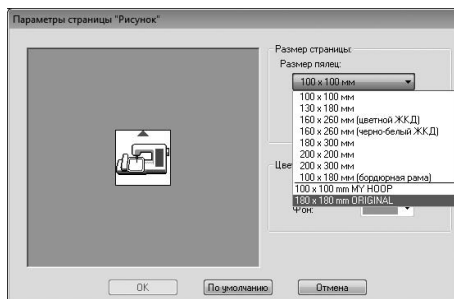 Параметры страницы "Рисунок"
Размер страницы:
Размер пялец:
100 x 100 мм
100 x 100 мм
130 x 180 мм
160 x 260 мм (цветной ЖКД)
160 x 260 мм (черно-белый ЖКД)
180 x 300 мм
200 x 200 мм
200 x 300 мм
100 x 180 мм (бордюрная рама)
100 x 100 mm MY HOOP
180 x 180 mm ORIGINAL
Цве
Фон:
OK
По умолчанию
Отмена